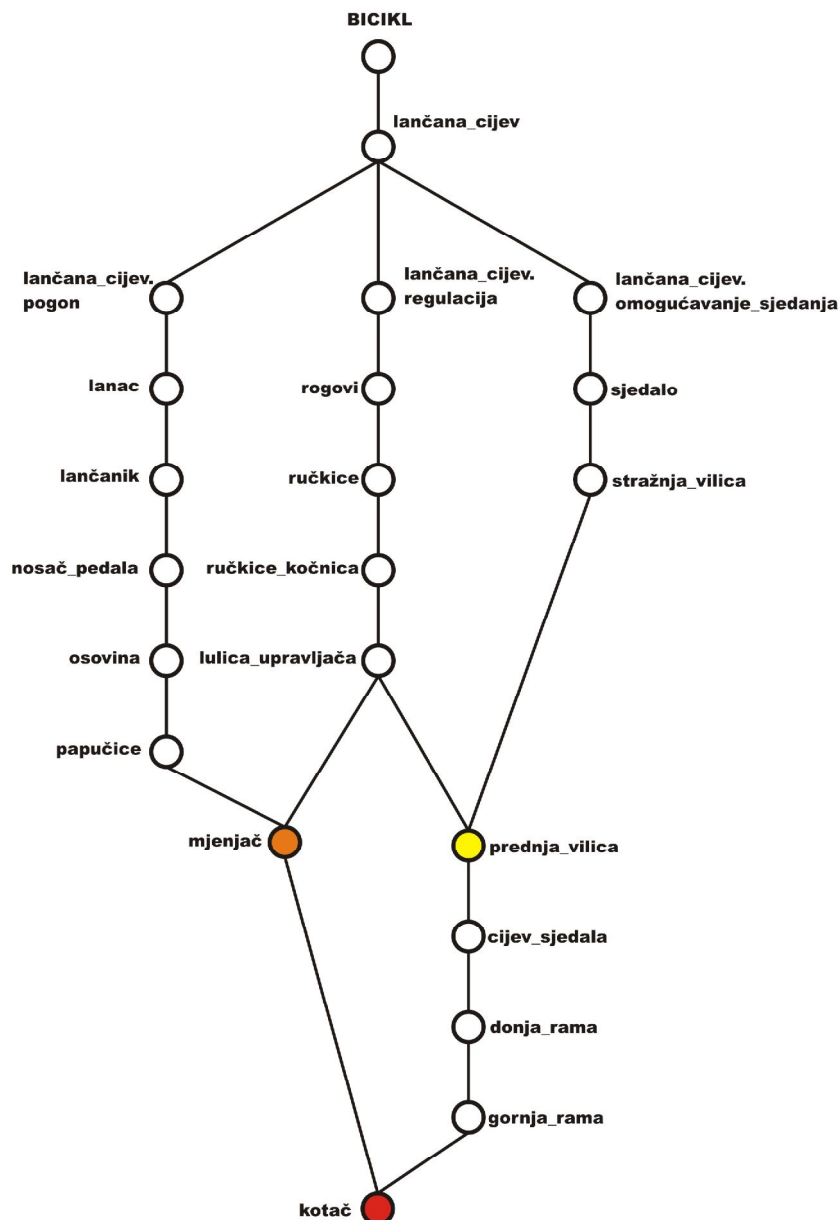 BICIKL
lančana_cijev
lančana_cijev.
pogon
lančana_cijev.
regulacija
lančana_cijev.
omogućavanje_sjedanja
lanac
rogovi
sjedalo
lančanik
ručkice
stražnja_vilica
nosač_pedala
ručkice_kočnica
osovina
lulica_upravljača
papučice
mjenjač
prednja_vilica
cijev_sjedala
donja_rama
gornja_rama
kotač